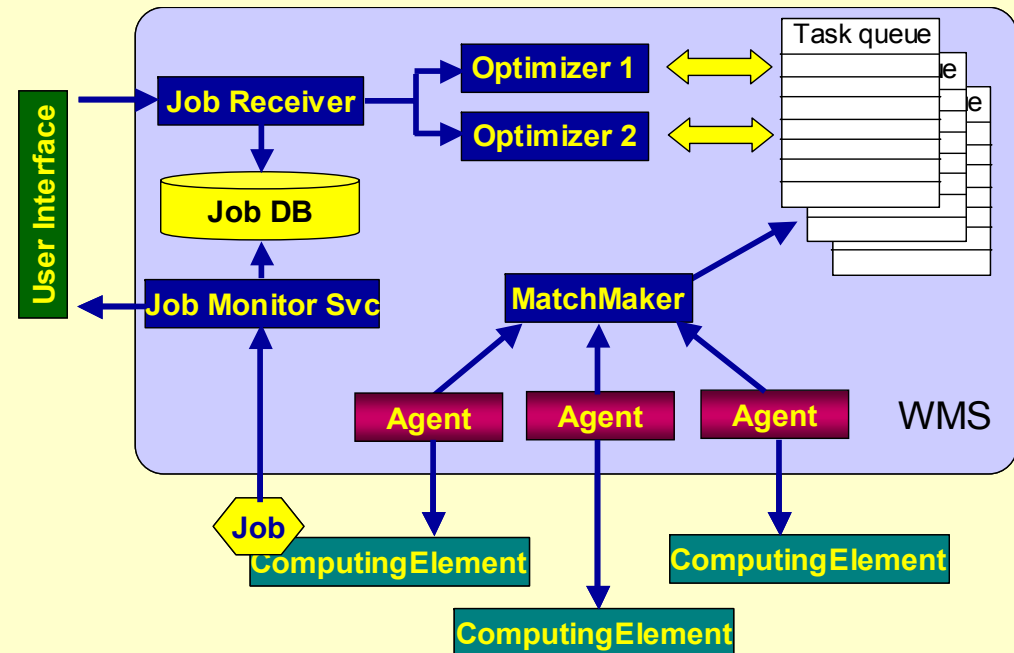 Task queue
ue
e
Optimizer 1
Job Receiver
Optimizer 2
User Interface
Job DB
Job Monitor Svc
MatchMaker
Agent
Agent
Agent
WMS
Job
ComputingElement
ComputingElement
ComputingElement